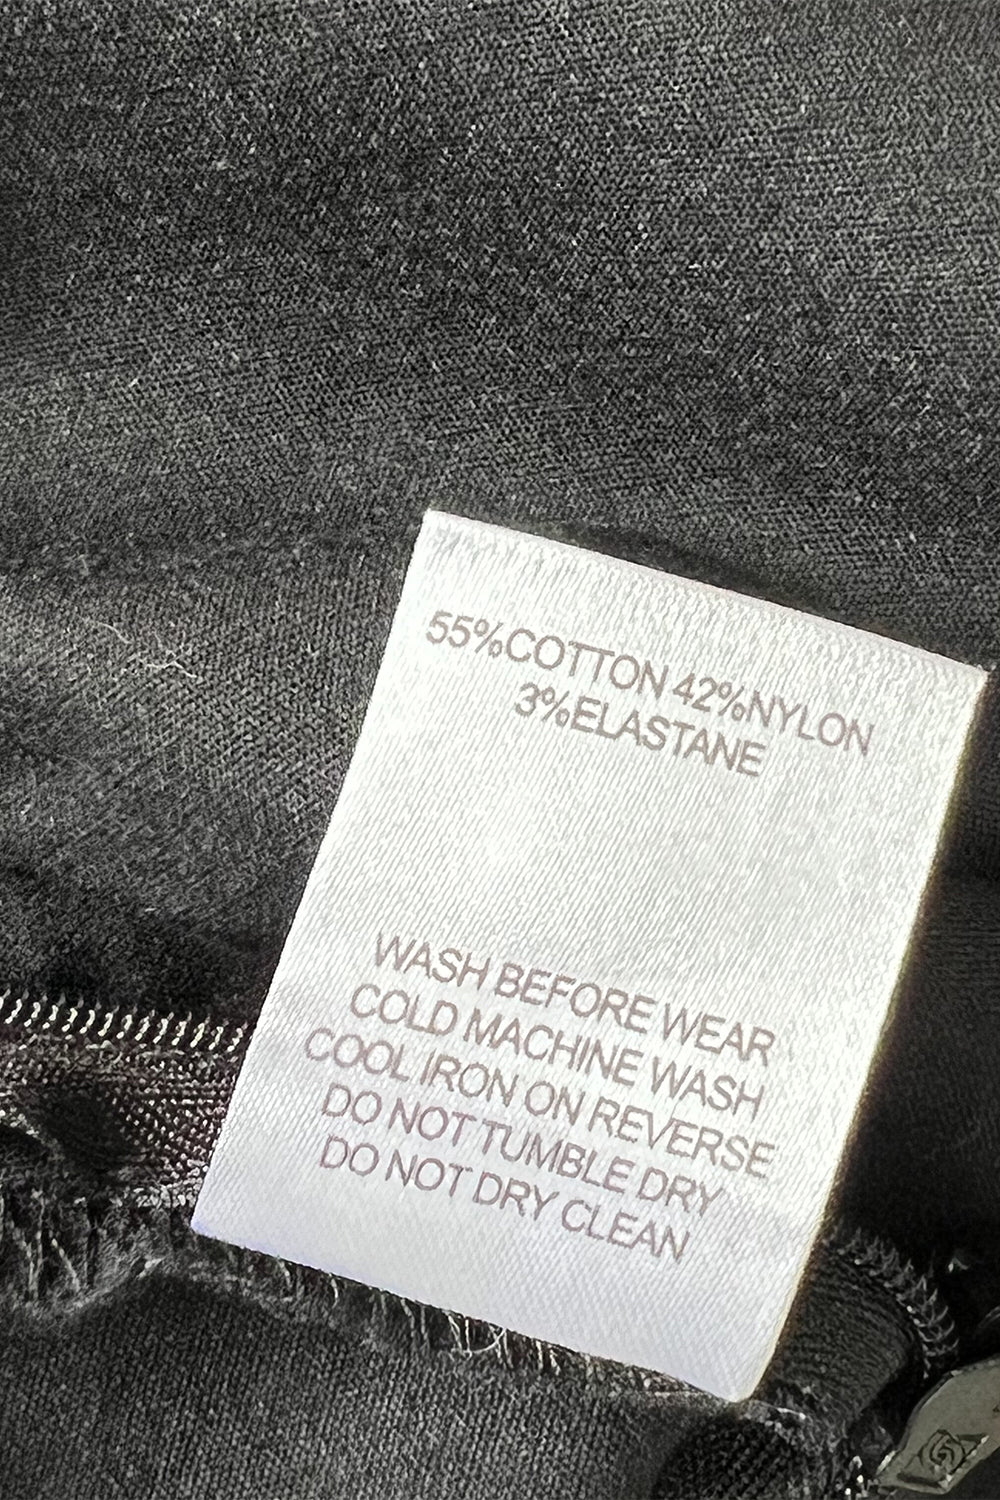 55%COTTON 42%NYLON
3%ELASTANE
WASH BEFORE WEAR
COLD MACHINE WASH
COOL IRON ON REVERSE
DO NOT TUMBLE DRY
DO NOT DRY CLEAN